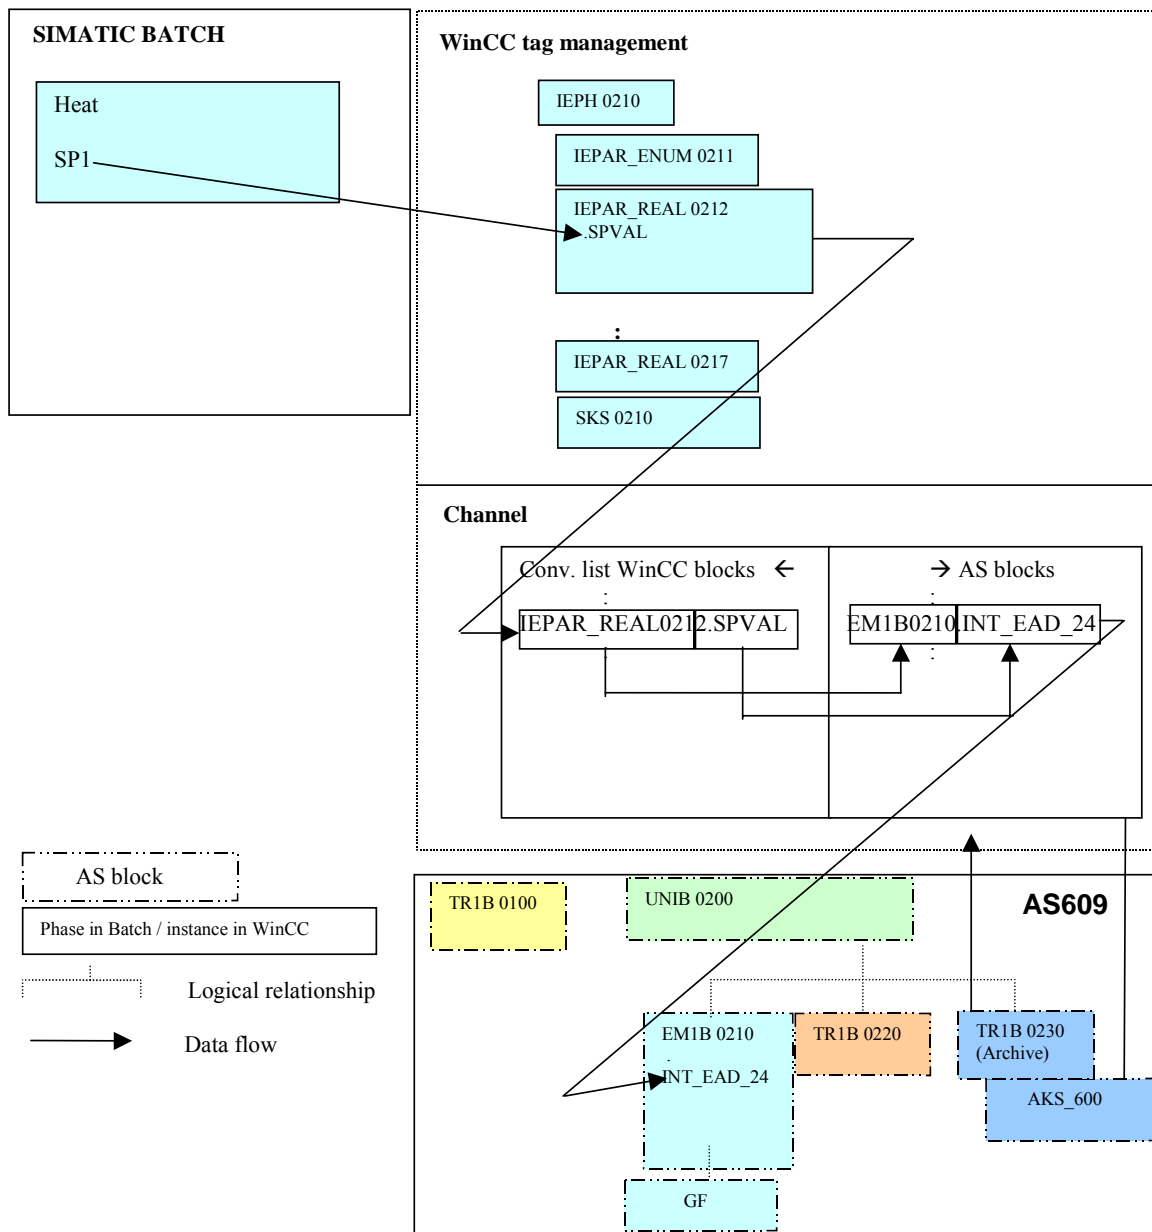 SIMATIC BATCH
Heat
SP1
WinCC tag management
IEPH 0210
IEPAR_ENUM 0211
IEPAR_REAL 0212
.SPVAL
:
IEPAR_REAL 0217
SKS 0210
Channel
Conv. list WinCC blocks ←
:
IEPAR_REAL0212.SPVAL
:
→ AS blocks
:
EM1B0210.INT_EAD_24
:
AS block
Phase in Batch / instance in WinCC
Logical relationship
Data flow
AS609
TR1B 0100
UNIB 0200
EM1B 0210
.
INT_EAD_24
TR1B 0220
TR1B 0230
(Archive)
AKS_600
GF